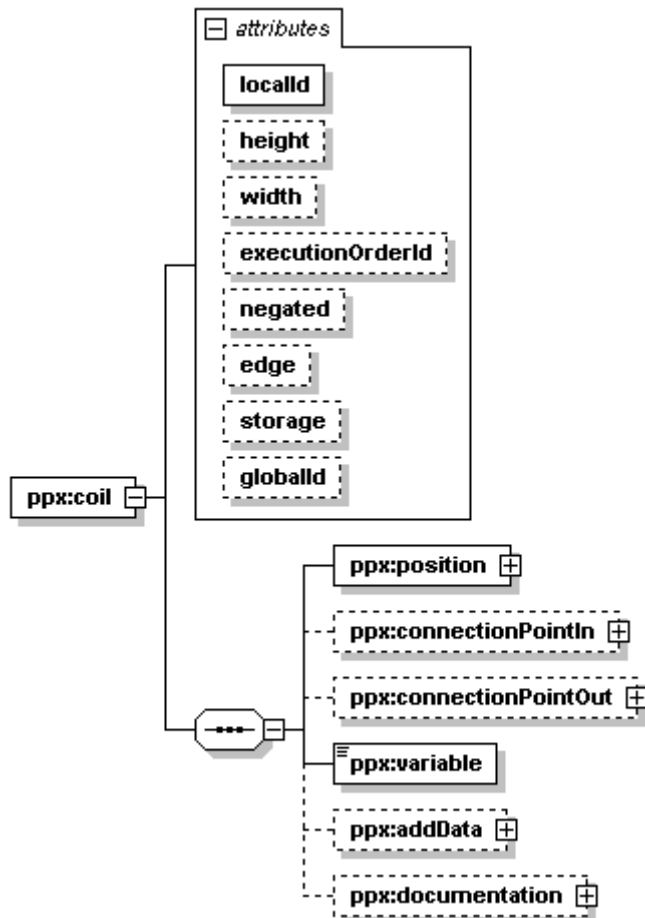 attributes
localId
height
width
executionOrderId
negated
edge
storage
globalId
ppx:coil
ppx:position
ppx:connectionPointIn
ppx:connectionPointOut
ppx:variable
ppx:addData
ppx:documentation